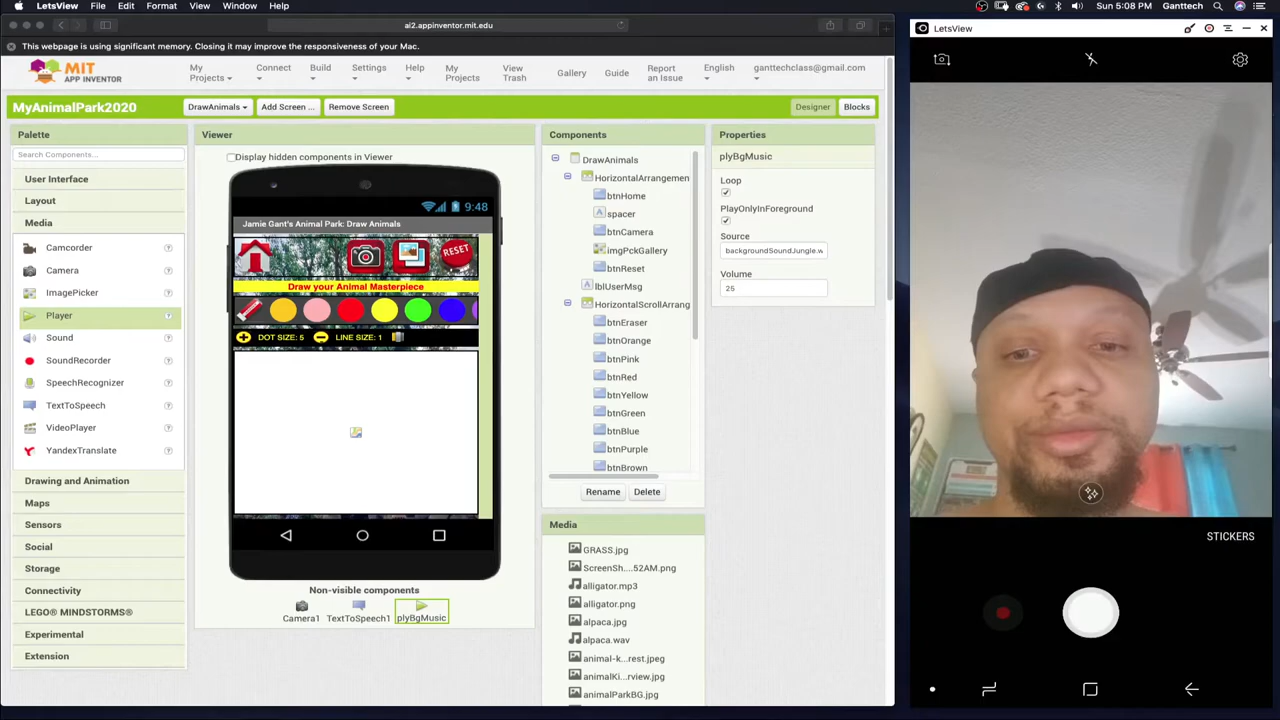 LetsView File Edit Format View Window Help Sun 5:08 PM Ganttech
ai2.appinventor.mit.edu
This webpage is using significant memory. Closing it may improve the responsiveness of your Mac.
MIT
APP INVENTOR
My Projects
Connect
Build
Settings
Help
My Projects
View Trash
Gallery
Guide
Report an Issue
English
ganttechclass@gmail.com
MyAnimalPark2020
DrawAnimals
Add Screen ...
Remove Screen
Designer
Blocks
Palette
Search Components...
User Interface
Layout
Media
Camcorder
Camera
ImagePicker
Player
Sound
SoundRecorder
SpeechRecognizer
TextToSpeech
VideoPlayer
YandexTranslate
Drawing and Animation
Maps
Sensors
Social
Storage
Connectivity
LEGO® MINDSTORMS®
Experimental
Extension
Viewer
Display hidden components in Viewer
9:48
Jamie Gant's Animal Park: Draw Animals
RESET
Draw your Animal Masterpiece
DOT SIZE: 5 LINE SIZE: 1
Non-visible components
Camera1 TextToSpeech1 plyBgMusic
Components
DrawAnimals
HorizontalArrangemen
btnHome
spacer
btnCamera
imgPckGallery
btnReset
lblUserMsg
HorizontalScrollArrang
btnEraser
btnOrange
btnPink
btnRed
btnYellow
btnGreen
btnBlue
btnPurple
btnBrown
Rename Delete
Media
GRASS.jpg
ScreenSh....52AM.png
alligator.mp3
alligator.png
alpaca.jpg
alpaca.wav
animal-k...rest.jpeg
animalKi...rview.jpg
animalParkBG.jpg
Properties
plyBgMusic
Loop
PlayOnlyInForeground
Source
backgroundSoundJungle.w
Volume
25
LetsView
STICKERS